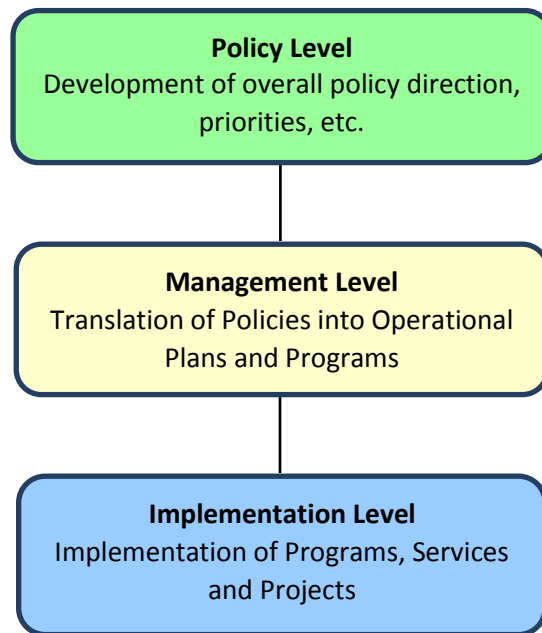 Policy Level
Development of overall policy direction,
priorities, etc.
Management Level
Translation of Policies into Operational
Plans and Programs
Implementation Level
Implementation of Programs, Services
and Projects